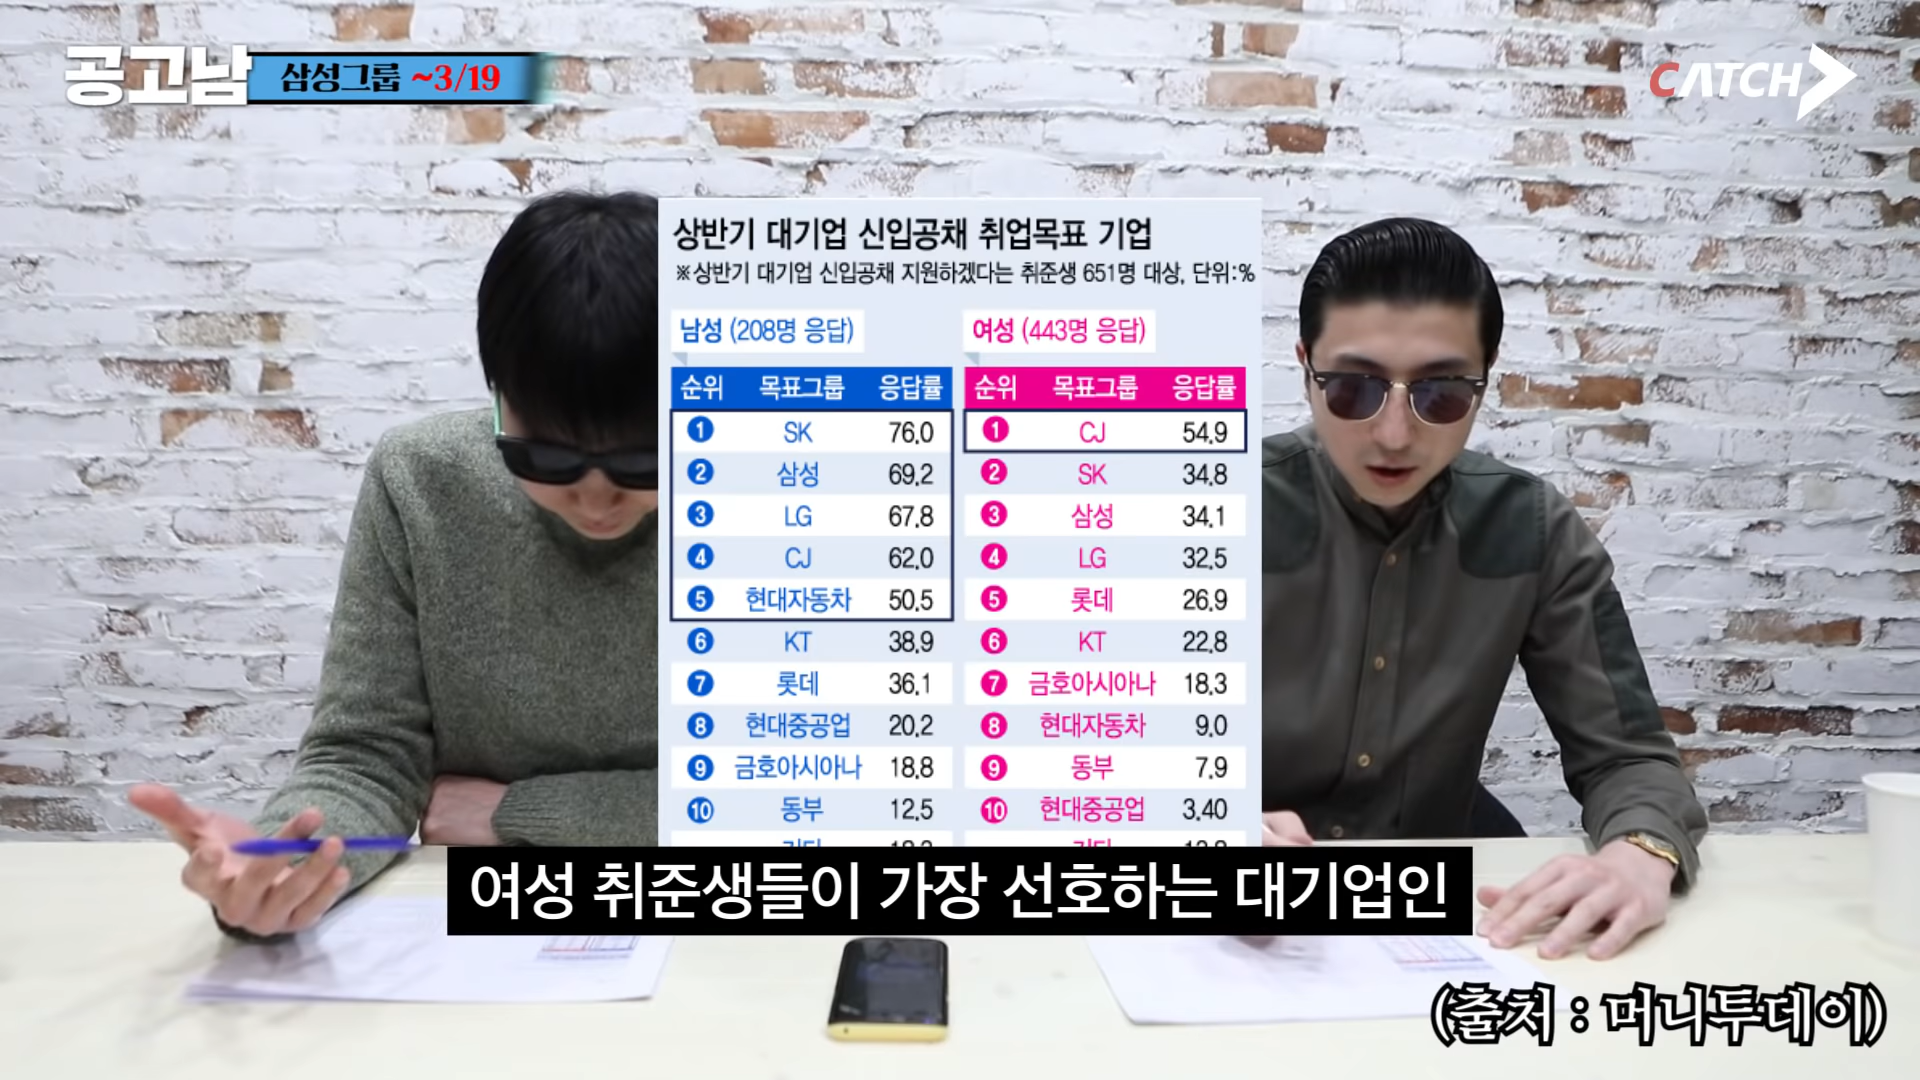 공고남
삼성그룹 ~3/19
CATCH
상반기 대기업 신입공채 취업목표 기업
※상반기 대기업 신입공채 지원하겠다는 취준생 651명 대상, 단위:%
남성 (208명 응답)
순위 목표그룹 응답률
1 SK 76.0
2 삼성 69.2
3 LG 67.8
4 CJ 62.0
5 현대자동차 50.5
6 KT 38.9
7 롯데 36.1
8 현대중공업 20.2
9 금호아시아나 18.8
10 동부 12.5
여성 (443명 응답)
순위 목표그룹 응답률
1 CJ 54.9
2 SK 34.8
3 삼성 34.1
4 LG 32.5
5 롯데 26.9
6 KT 22.8
7 금호아시아나 18.3
8 현대자동차 9.0
9 동부 7.9
10 현대중공업 3.40
여성 취준생들이 가장 선호하는 대기업인
(출처 : 머니투데이)